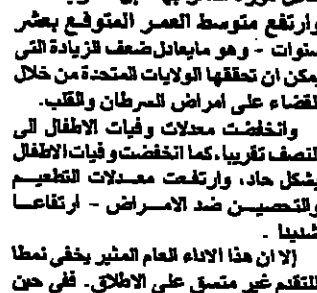 وارتفع متوسط العمر المتوقع بعشر
سنوات - وهو مايعادل ضعف الزيادة التى
يمكن ان تحققها الولايات المتحدة من خلال
القضاء على امراض السرطان والقلب.
وانخفضت معدلات وفيات الاطفال الى
النصف تقريبا، كما انخفضت وفيات الاطفال
بشكل حاد، وارتفعت معدلات التطعيم
والتحصين ضد الامراض - ارتفاعا
شديدا -
إلا ان هذا الاداء العام المثير يخفى نمطا
للتقدم غير متسق على الاطلاق. ففى حين